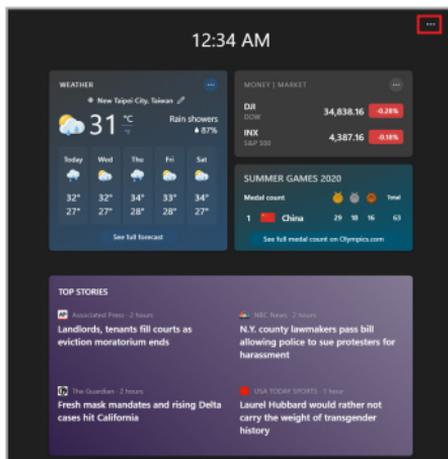 12:34 AM
WEATHER
New Taipei City, Taiwan
31 °C
°F
Rain showers
87%
Today Wed Thu Fri Sat
32° 32° 34° 33° 34°
27° 27° 28° 28° 27°
See full forecast
MONEY | MARKET
DJI
DOW
34,838.16 -0.28%
INX
S&P 500
4,387.16 -0.18%
SUMMER GAMES 2020
Medal count Total
1 China 29 18 16 63
See full medal count on Olympics.com
TOP STORIES
AP Associated Press · 2 hours
Landlords, tenants fill courts as
eviction moratorium ends
NBC News · 2 hours
N.Y. county lawmakers pass bill
allowing police to sue protesters for
harassment
The Guardian · 2 hours
Fresh mask mandates and rising Delta
cases hit California
USA TODAY SPORTS · 1 hour
Laurel Hubbard would rather not
carry the weight of transgender
history